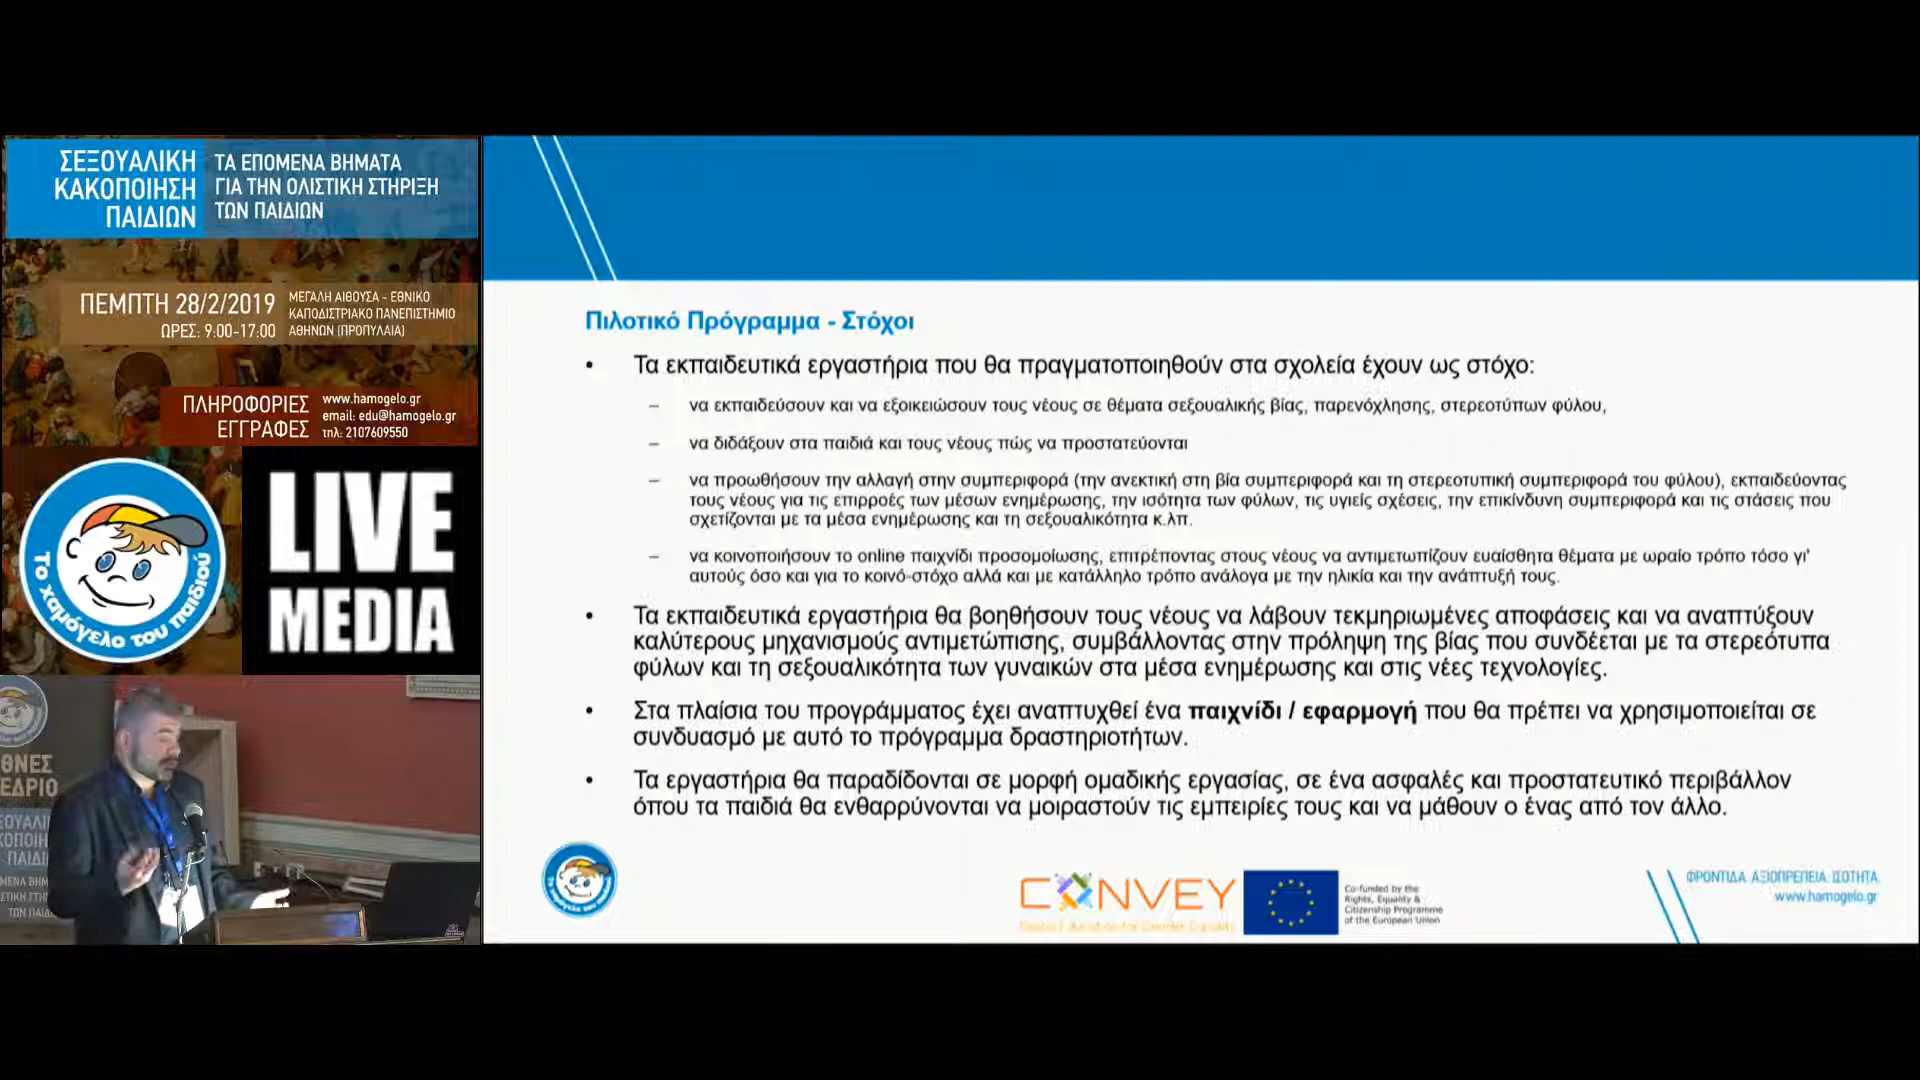 ΣΕΞΟΥΑΛΙΚΗ
ΚΑΚΟΠΟΙΗΣΗ
ΠΑΙΔΙΩΝ
ΤΑ ΕΠΟΜΕΝΑ ΒΗΜΑΤΑ
ΓΙΑ ΤΗΝ ΟΛΙΣΤΙΚΗ ΣΤΗΡΙΞΗ
ΤΩΝ ΠΑΙΔΙΩΝ
ΠΕΜΠΤΗ 28/2/2019
ΩΡΕΣ: 9:00-17:00
ΜΕΓΑΛΗ ΑΙΘΟΥΣΑ - ΕΘΝΙΚΟ
ΚΑΠΟΔΙΣΤΡΙΑΚΟ ΠΑΝΕΠΙΣΤΗΜΙΟ
ΑΘΗΝΩΝ (ΠΡΟΠΥΛΑΙΑ)
ΠΛΗΡΟΦΟΡΙΕΣ
ΕΓΓΡΑΦΕΣ
www.hamogelo.gr
email: edu@hamogelo.gr
τηλ: 2107609550
Το χαμόγελο του παιδιού
LIVE
MEDIA
ΘΝΕΣ
ΕΔΡΙΟ
Πιλοτικό Πρόγραμμα - Στόχοι
• Τα εκπαιδευτικά εργαστήρια που θα πραγματοποιηθούν στα σχολεία έχουν ως στόχο:
– να εκπαιδεύσουν και να εξοικειώσουν τους νέους σε θέματα σεξουαλικής βίας, παρενόχλησης, στερεοτύπων φύλου,
– να διδάξουν στα παιδιά και τους νέους πώς να προστατεύονται
– να προωθήσουν την αλλαγή στην συμπεριφορά (την ανεκτική στη βία συμπεριφορά και τη στερεοτυπική συμπεριφορά του φύλου), εκπαιδεύοντας
τους νέους για τις επιρροές των μέσων ενημέρωσης, την ισότητα των φύλων, τις υγιείς σχέσεις, την επικίνδυνη συμπεριφορά και τις στάσεις που
σχετίζονται με τα μέσα ενημέρωσης και τη σεξουαλικότητα κ.λπ.
– να κοινοποιήσουν το online παιχνίδι προσομοίωσης, επιτρέποντας στους νέους να αντιμετωπίζουν ευαίσθητα θέματα με ωραίο τρόπο τόσο γι'
αυτούς όσο και για το κοινό-στόχο αλλά και με κατάλληλο τρόπο ανάλογα με την ηλικία και την ανάπτυξή τους.
• Τα εκπαιδευτικά εργαστήρια θα βοηθήσουν τους νέους να λάβουν τεκμηριωμένες αποφάσεις και να αναπτύξουν
καλύτερους μηχανισμούς αντιμετώπισης, συμβάλλοντας στην πρόληψη της βίας που συνδέεται με τα στερεότυπα
φύλων και τη σεξουαλικότητα των γυναικών στα μέσα ενημέρωσης και στις νέες τεχνολογίες.
• Στα πλαίσια του προγράμματος έχει αναπτυχθεί ένα παιχνίδι / εφαρμογή που θα πρέπει να χρησιμοποιείται σε
συνδυασμό με αυτό το πρόγραμμα δραστηριοτήτων.
• Τα εργαστήρια θα παραδίδονται σε μορφή ομαδικής εργασίας, σε ένα ασφαλές και προστατευτικό περιβάλλον
όπου τα παιδιά θα ενθαρρύνονται να μοιραστούν τις εμπειρίες τους και να μάθουν ο ένας από τον άλλο.
CONVEY
Co-funded by the
Rights, Equality &
Citizenship Programme
of the European Union
ΦΡΟΝΤΙΔΑ. ΑΞΙΟΠΡΕΠΕΙΑ. ΙΣΟΤΗΤΑ.
www.hamogelo.gr